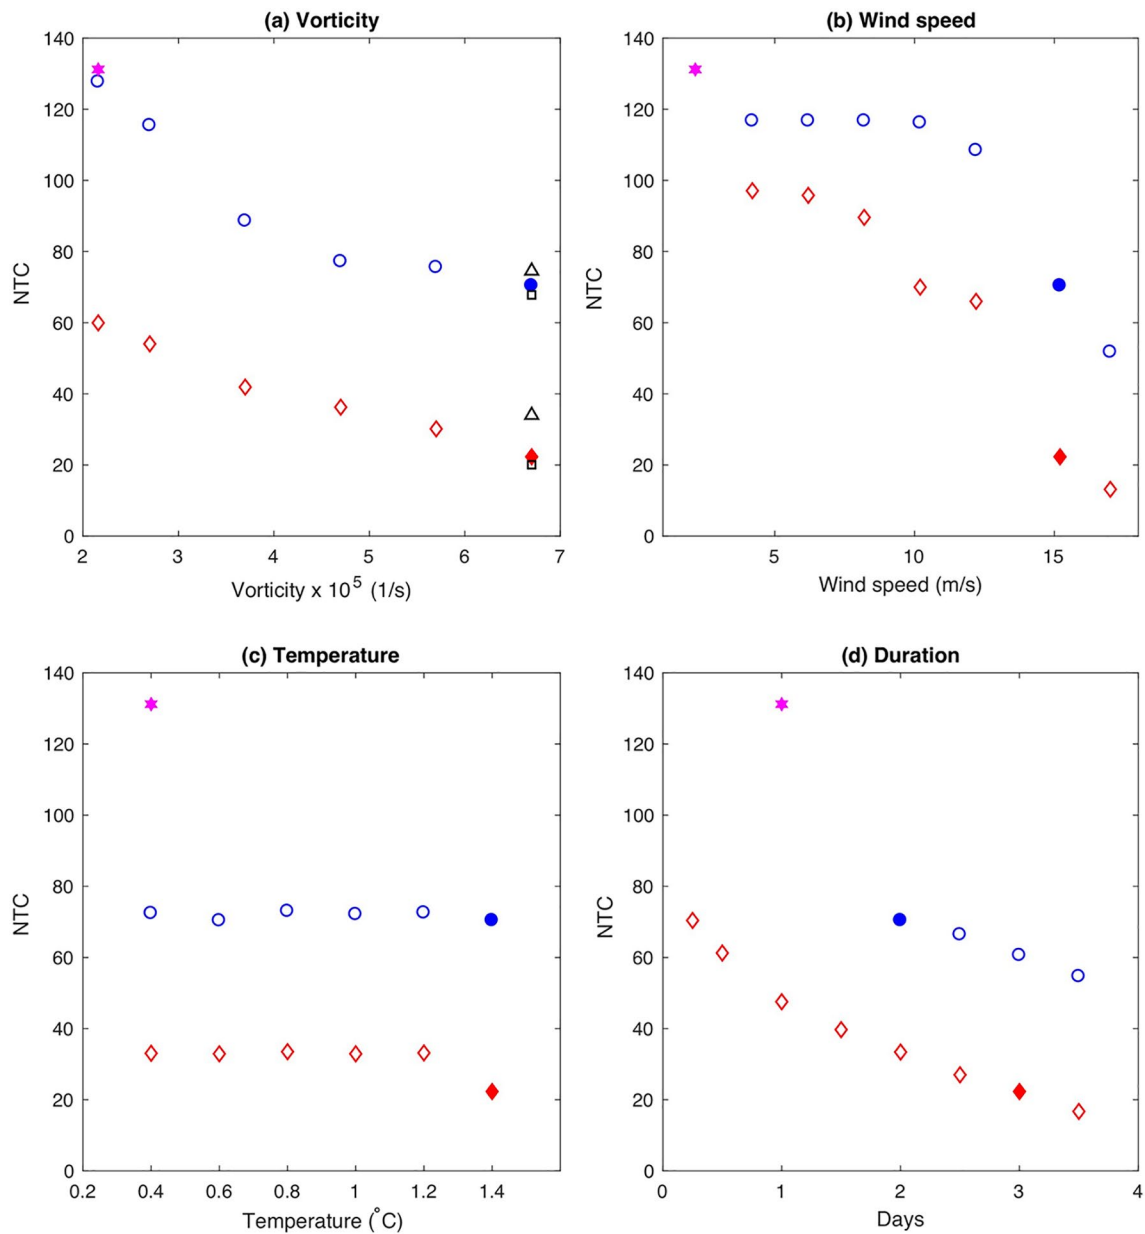 (a) Vorticity
140
120
100
80
60
40
20
0
NTC
2 3 4 5 6 7
Vorticity x 10^5 (1/s)
(b) Wind speed
140
120
100
80
60
40
20
0
NTC
5 10 15
Wind speed (m/s)
(c) Temperature
140
120
100
80
60
40
20
0
NTC
0.2 0.4 0.6 0.8 1 1.2 1.4
Temperature (°C)
(d) Duration
140
120
100
80
60
40
20
0
NTC
0 1 2 3 4
Days